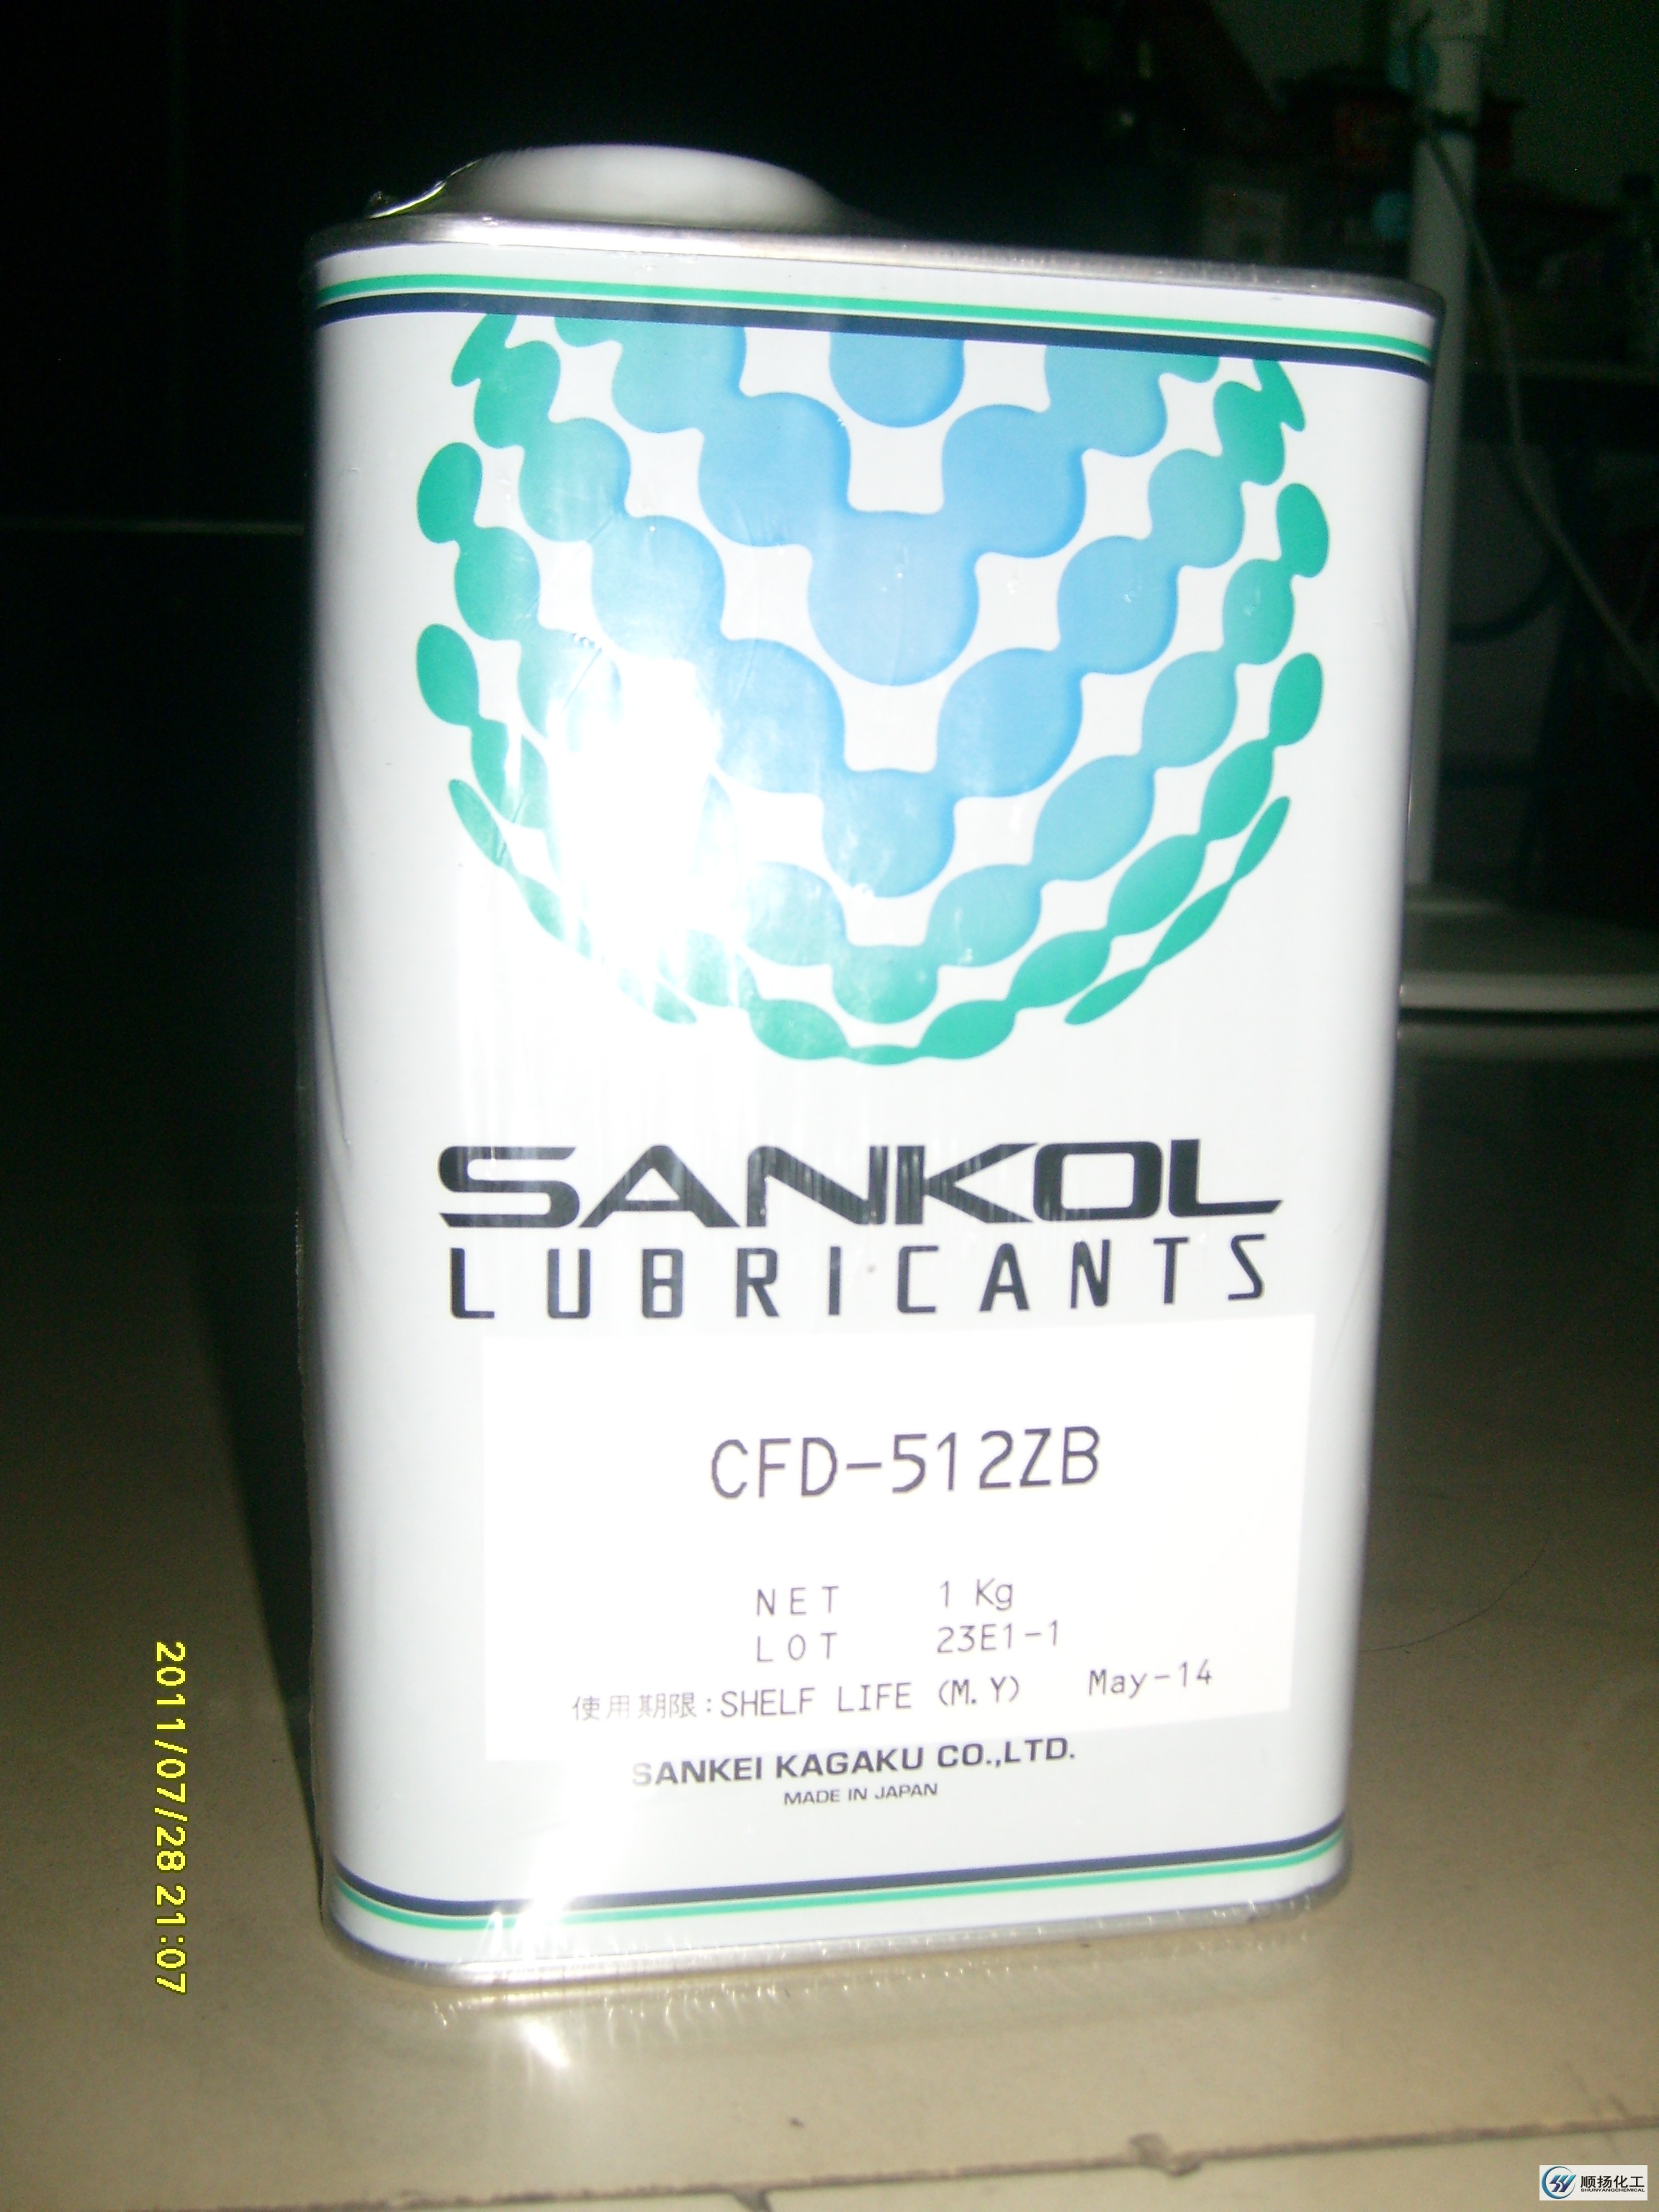 SANKOL
LUBRICANTS
CFD-512ZB
NET 1 Kg
LOT 23E1-1
使用期限:SHELF LIFE (M.Y) May-14
SANKEI KAGAKU CO.,LTD.
MADE IN JAPAN
2011/07/28 21:07
顺扬化工
SHUNYANGCHEMICAL